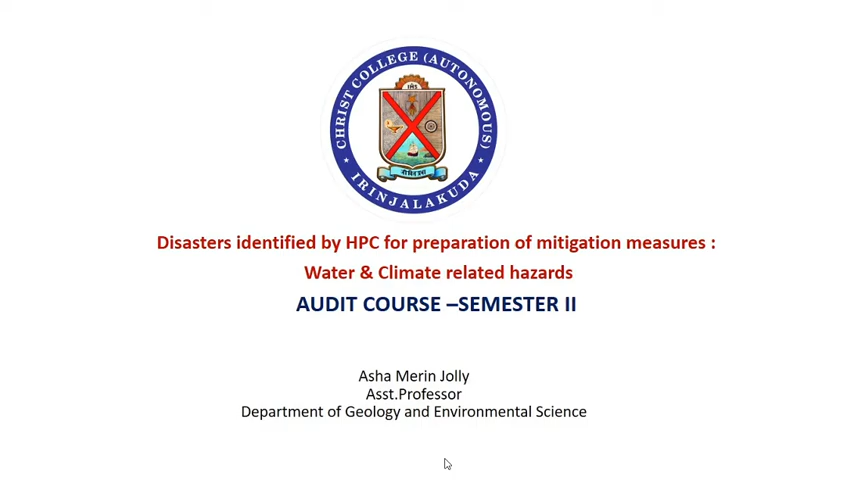 CHRIST COLLEGE (AUTONOMOUS)
IHS
IRINJALAKUDA
Disasters identified by HPC for preparation of mitigation measures :
Water & Climate related hazards
AUDIT COURSE –SEMESTER II
Asha Merin Jolly
Asst.Professor
Department of Geology and Environmental Science